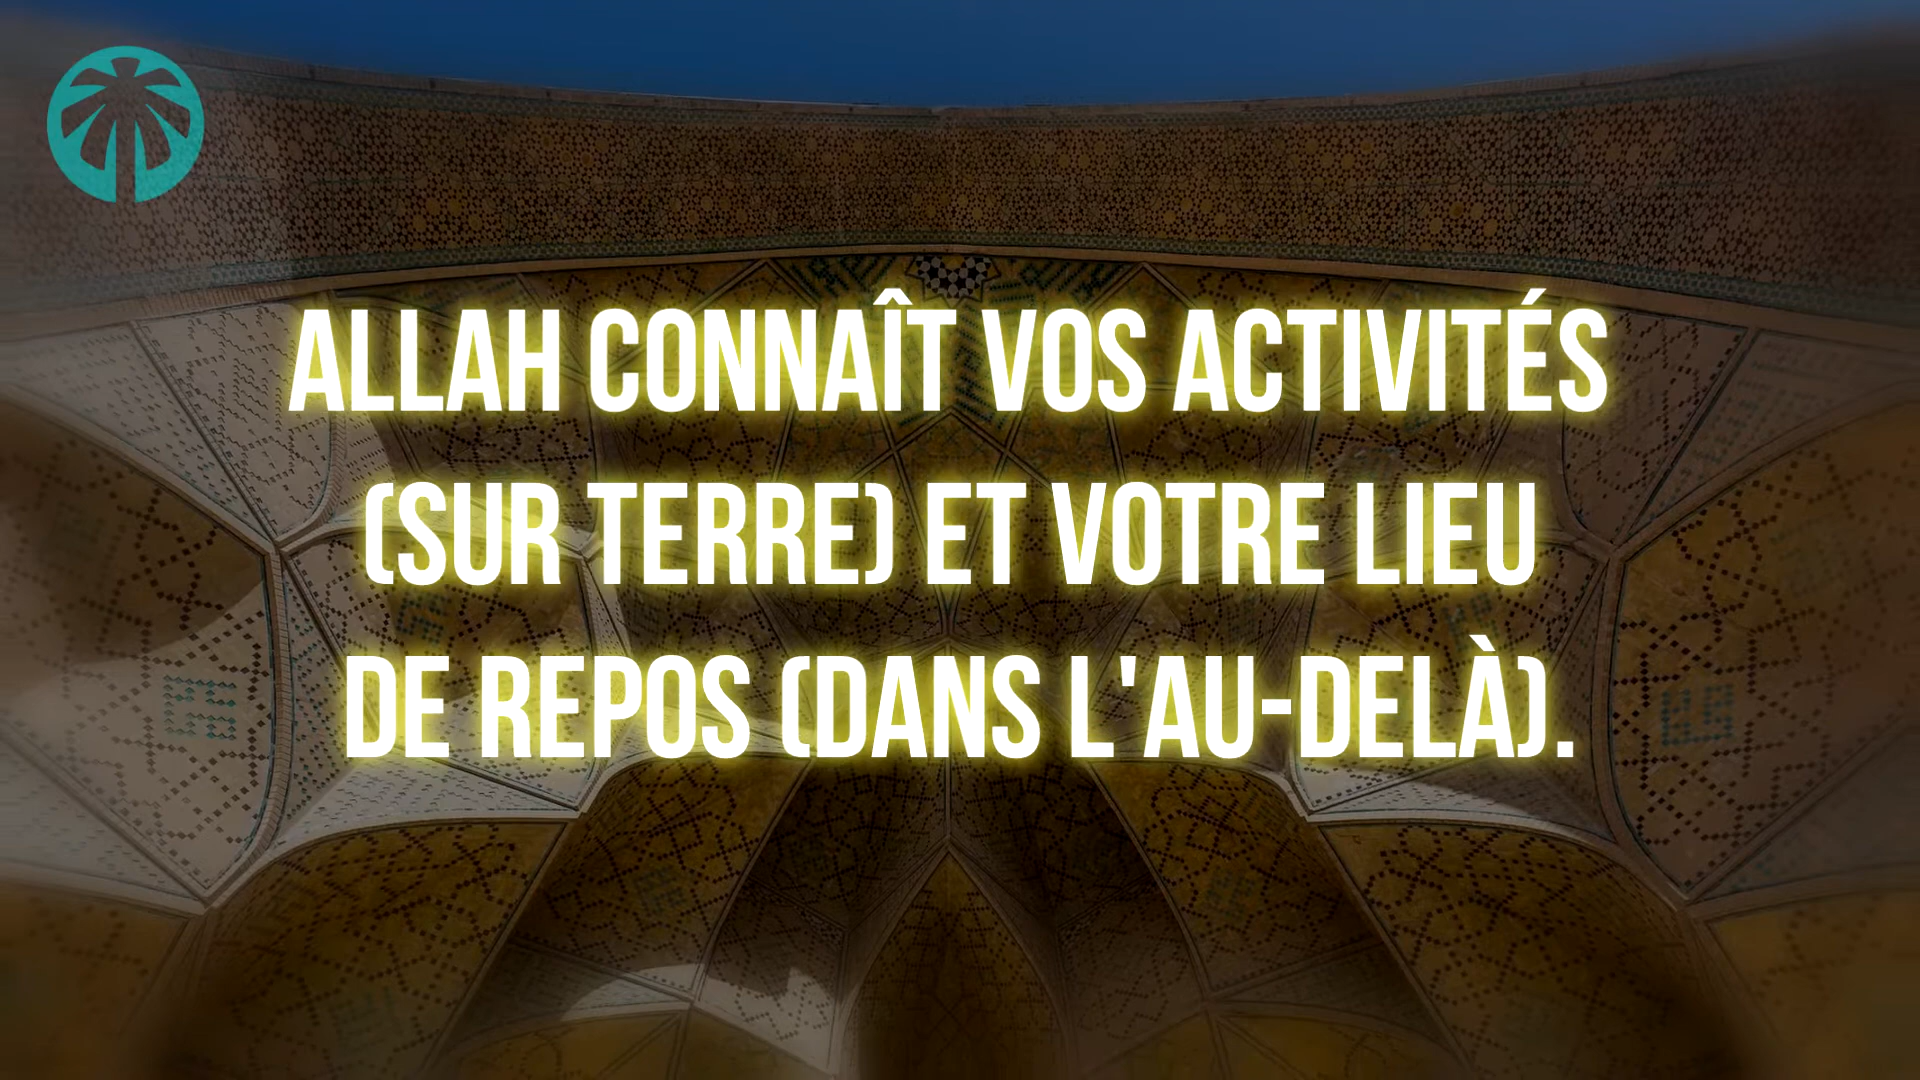 ALLAH CONNAÎT VOS ACTIVITÉS
(SUR TERRE) ET VOTRE LIEU
DE REPOS (DANS L'AU-DELÀ).